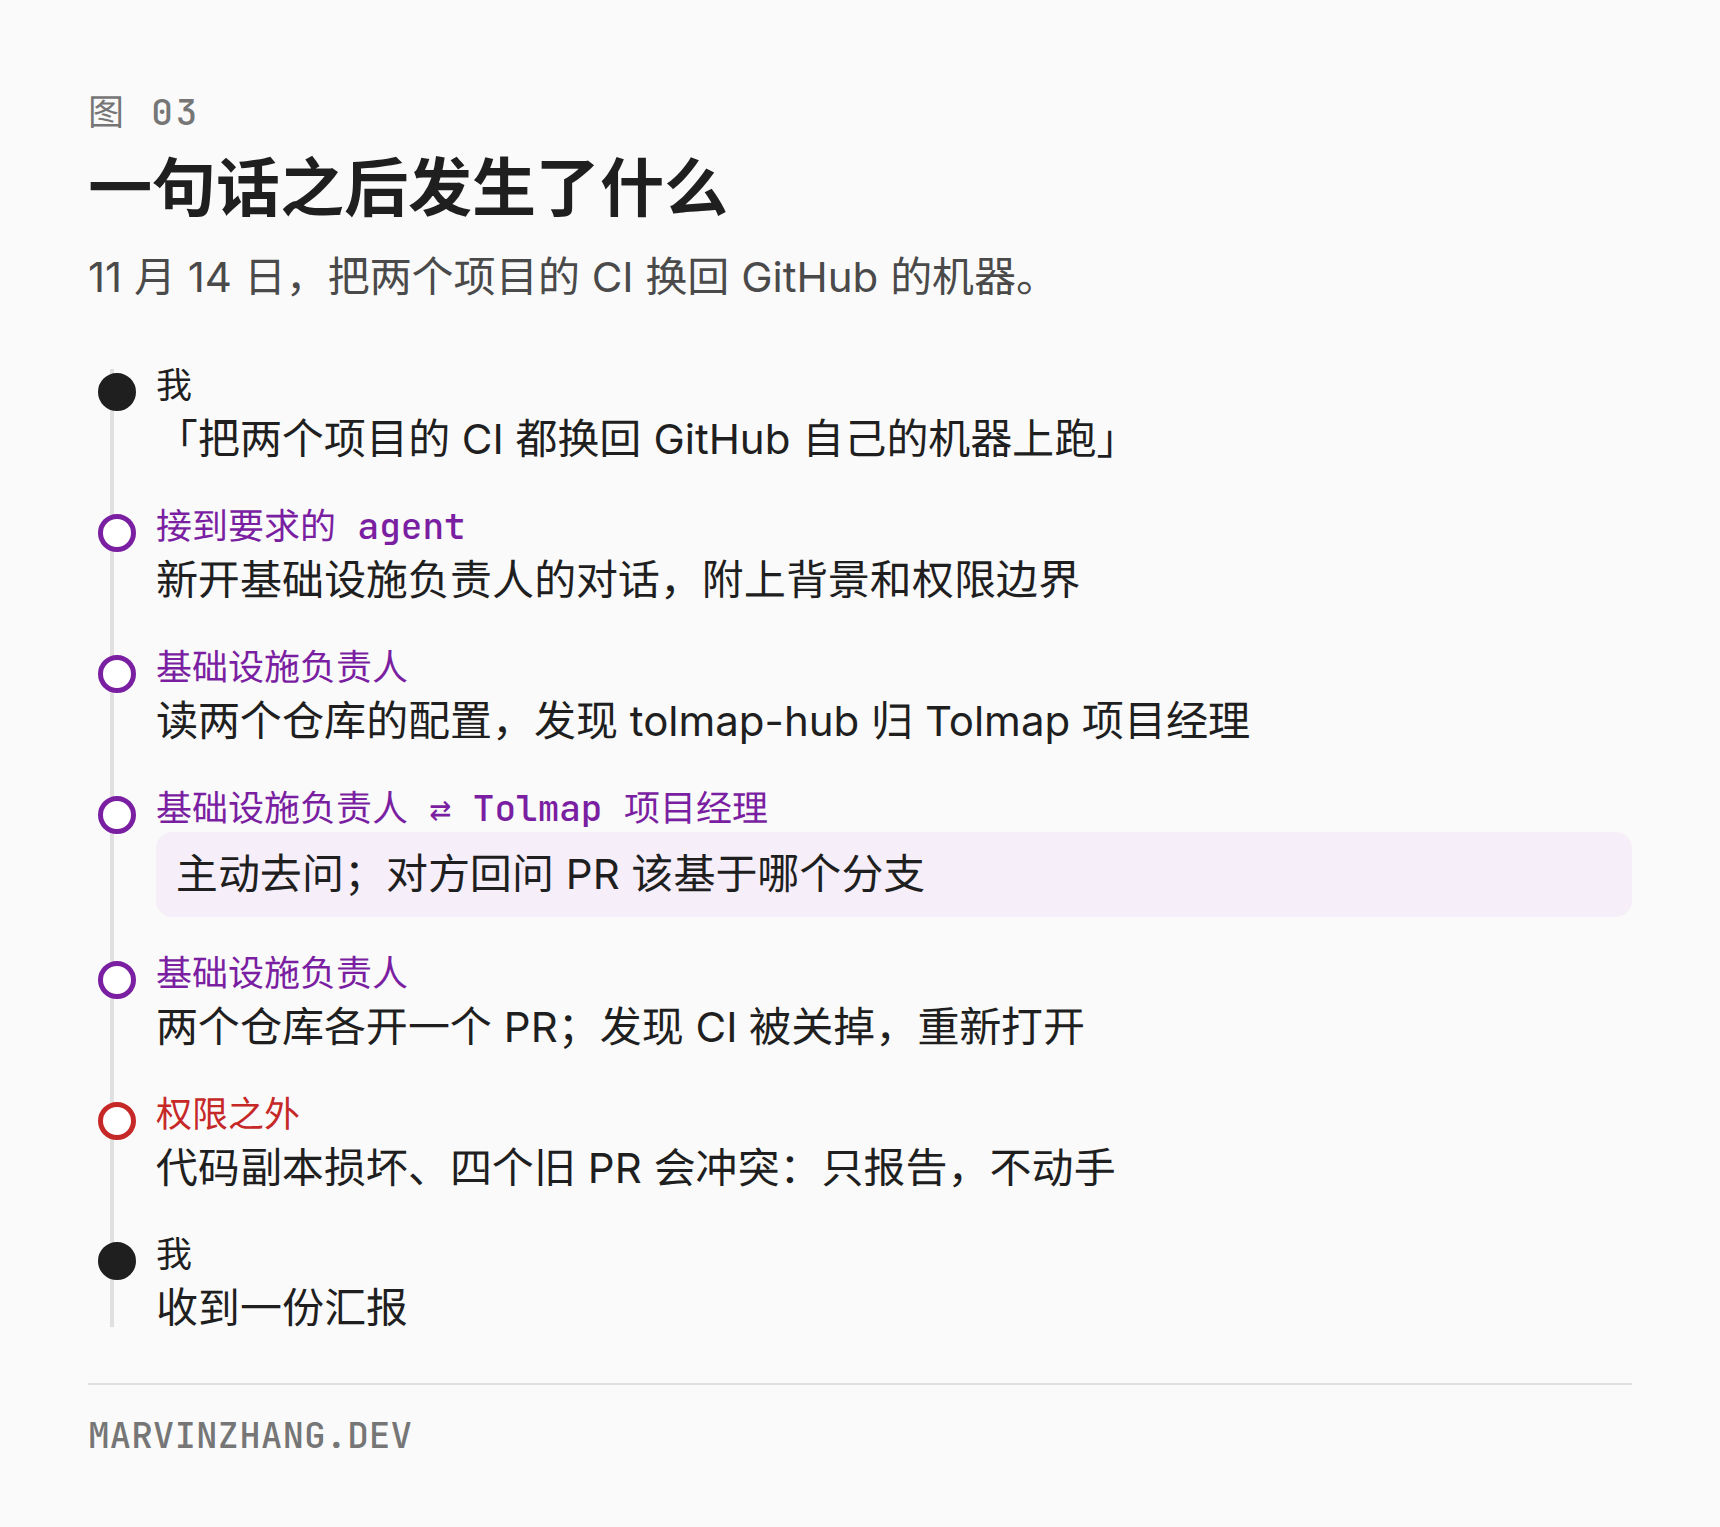 图 03
一句话之后发生了什么
11 月 14 日，把两个项目的 CI 换回 GitHub 的机器。
我
「把两个项目的 CI 都换回 GitHub 自己的机器上跑」
接到要求的 agent
新开基础设施负责人的对话，附上背景和权限边界
基础设施负责人
读两个仓库的配置，发现 tolmap-hub 归 Tolmap 项目经理
基础设施负责人 ⇄ Tolmap 项目经理
主动去问；对方回问 PR 该基于哪个分支
基础设施负责人
两个仓库各开一个 PR；发现 CI 被关掉，重新打开
权限之外
代码副本损坏、四个旧 PR 会冲突：只报告，不动手
我
收到一份汇报
MARVINZHANG.DEV